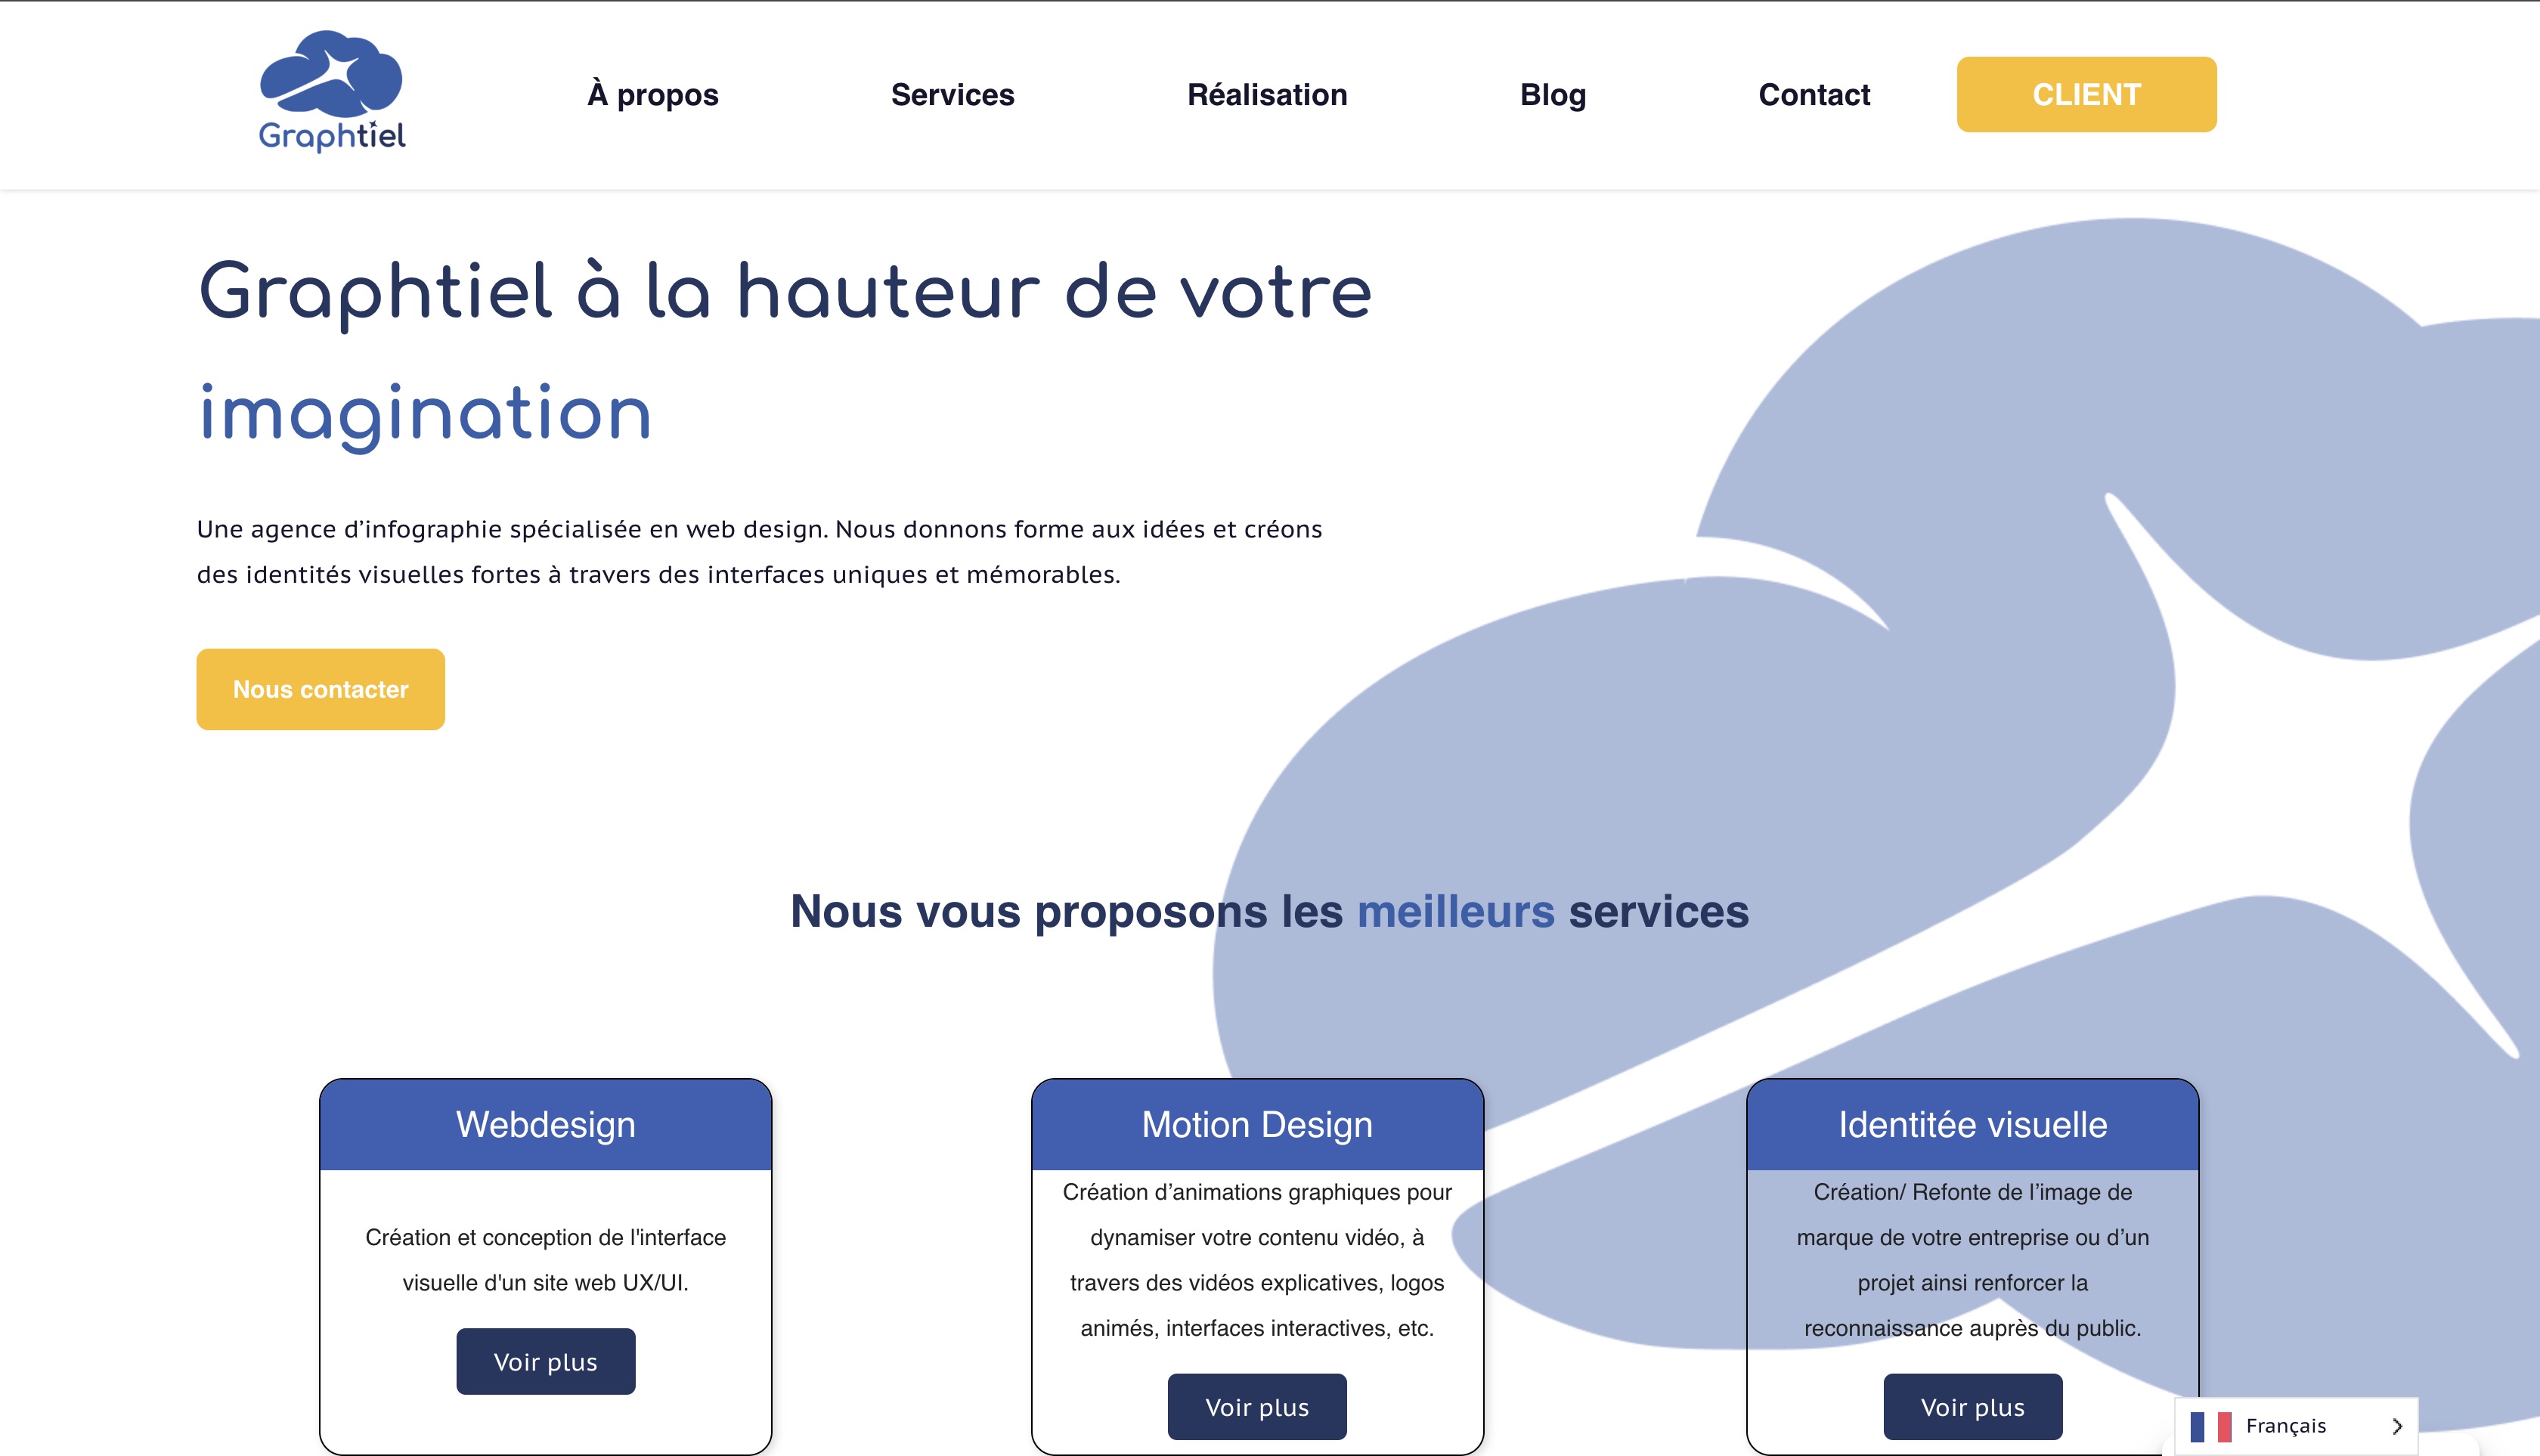 Graphtiel
À propos
Services
Réalisation
Blog
Contact
CLIENT
Graphtiel à la hauteur de votre
imagination
Une agence d’infographie spécialisée en web design. Nous donnons forme aux idées et créons
des identités visuelles fortes à travers des interfaces uniques et mémorables.
Nous contacter
Nous vous proposons les meilleurs services
Webdesign
Création et conception de l'interface
visuelle d'un site web UX/UI.
Voir plus
Motion Design
Création d’animations graphiques pour
dynamiser votre contenu vidéo, à
travers des vidéos explicatives, logos
animés, interfaces interactives, etc.
Voir plus
Identitée visuelle
Création/ Refonte de l’image de
marque de votre entreprise ou d’un
projet ainsi renforcer la
reconnaissance auprès du public.
Voir plus
Français